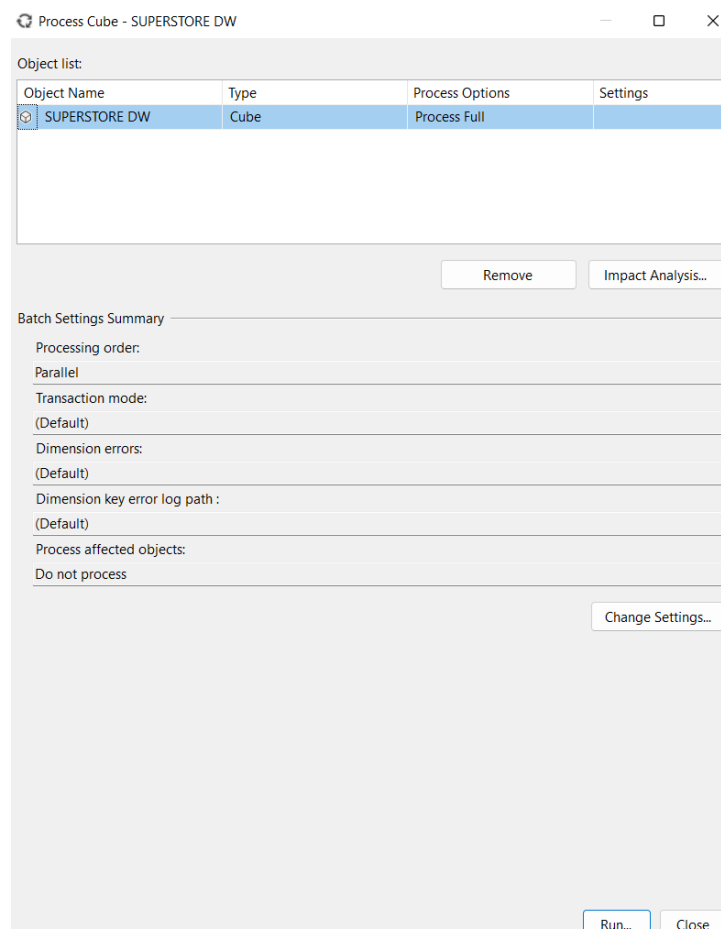 Process Cube - SUPERSTORE DW
Object list:
Object Name Type Process Options Settings
SUPERSTORE DW Cube Process Full
Remove Impact Analysis...
Batch Settings Summary
Processing order:
Parallel
Transaction mode:
(Default)
Dimension errors:
(Default)
Dimension key error log path :
(Default)
Process affected objects:
Do not process
Change Settings...
Run... Close